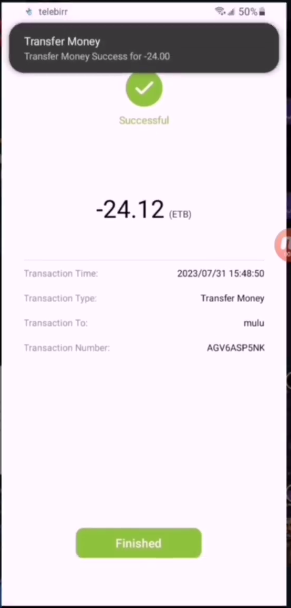 telebirr 50%
Transfer Money
Transfer Money Success for -24.00
Successful
-24.12 (ETB)
Transaction Time: 2023/07/31 15:48:50
Transaction Type: Transfer Money
Transaction To: mulu
Transaction Number: AGV6ASP5NK
Finished